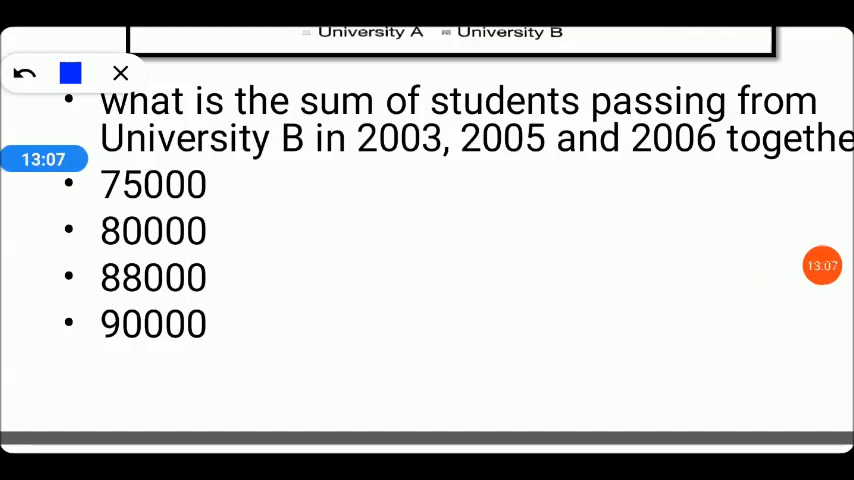 University A University B
what is the sum of students passing from
University B in 2003, 2005 and 2006 togethe
13:07
75000
80000
88000
13:07
90000